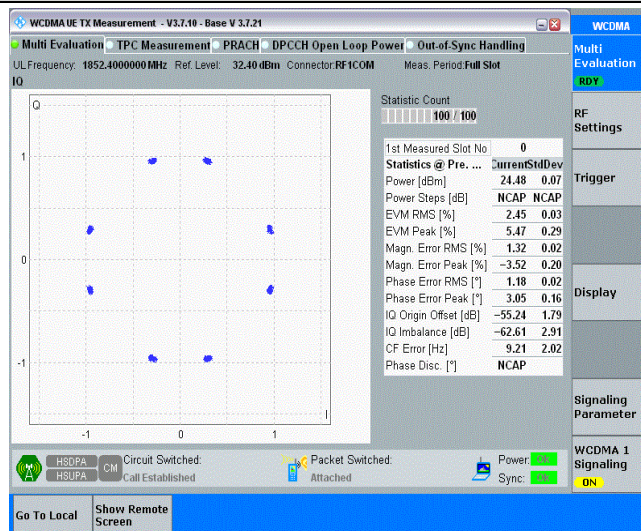 WCDMA UE TX Measurement - V3.7.10 - Base V 3.7.21
WCDMA
Multi Evaluation TPC Measurement PRACH DPCCH Open Loop Power Out-of-Sync Handling
Multi Evaluation
RDY
UL Frequency: 1852.4000000 MHz Ref. Level: 32.40 dBm Connector: RF1COM Meas. Period: Full Slot
IQ
Q
1
0
-1
-1 0 1
I
Statistic Count
100 / 100
1st Measured Slot No 0
Statistics @ Pre. ... Current StdDev
Power [dBm] 24.48 0.07
Power Steps [dB] NCAP NCAP
EVM RMS [%] 2.45 0.03
EVM Peak [%] 5.47 0.29
Magn. Error RMS [%] 1.32 0.02
Magn. Error Peak [%] −3.52 0.20
Phase Error RMS [°] 1.18 0.02
Phase Error Peak [°] 3.05 0.16
IQ Origin Offset [dB] −55.24 1.79
IQ Imbalance [dB] −62.61 2.91
CF Error [Hz] 9.21 2.02
Phase Disc. [°] NCAP
RF Settings
Trigger
Display
Signaling Parameter
WCDMA 1 Signaling
ON
HSDPA
HSUPA
CM
Circuit Switched:
Call Established
Packet Switched:
Attached
Power: OK
Sync: OK
Go To Local
Show Remote Screen